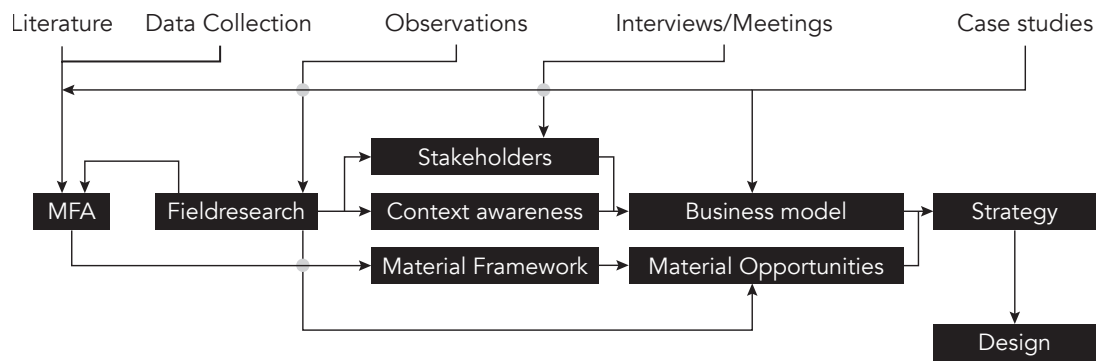 Literature Data Collection Observations Interviews/Meetings Case studies
Stakeholders
MFA Fieldresearch Context awareness Business model Strategy
Material Framework Material Opportunities
Design